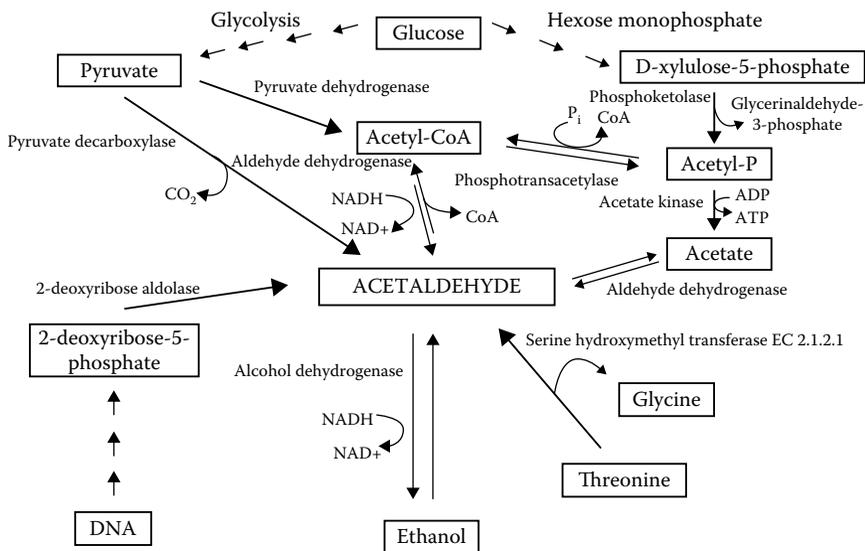 Glycolysis
Glucose
Hexose monophosphate
Pyruvate
D-xylulose-5-phosphate
Pyruvate dehydrogenase
Phosphoketolase
Glycerinaldehyde-
3-phosphate
Pi
CoA
Pyruvate decarboxylase
Acetyl-CoA
Aldehyde dehydrogenase
Acetyl-P
Phosphotransacetylase
CO2
NADH
NAD+
CoA
Acetate kinase
ADP
ATP
Acetate
2-deoxyribose aldolase
ACETALDEHYDE
Aldehyde dehydrogenase
2-deoxyribose-5-
phosphate
Serine hydroxymethyl transferase EC 2.1.2.1
Alcohol dehydrogenase
Glycine
NADH
NAD+
Threonine
DNA
Ethanol